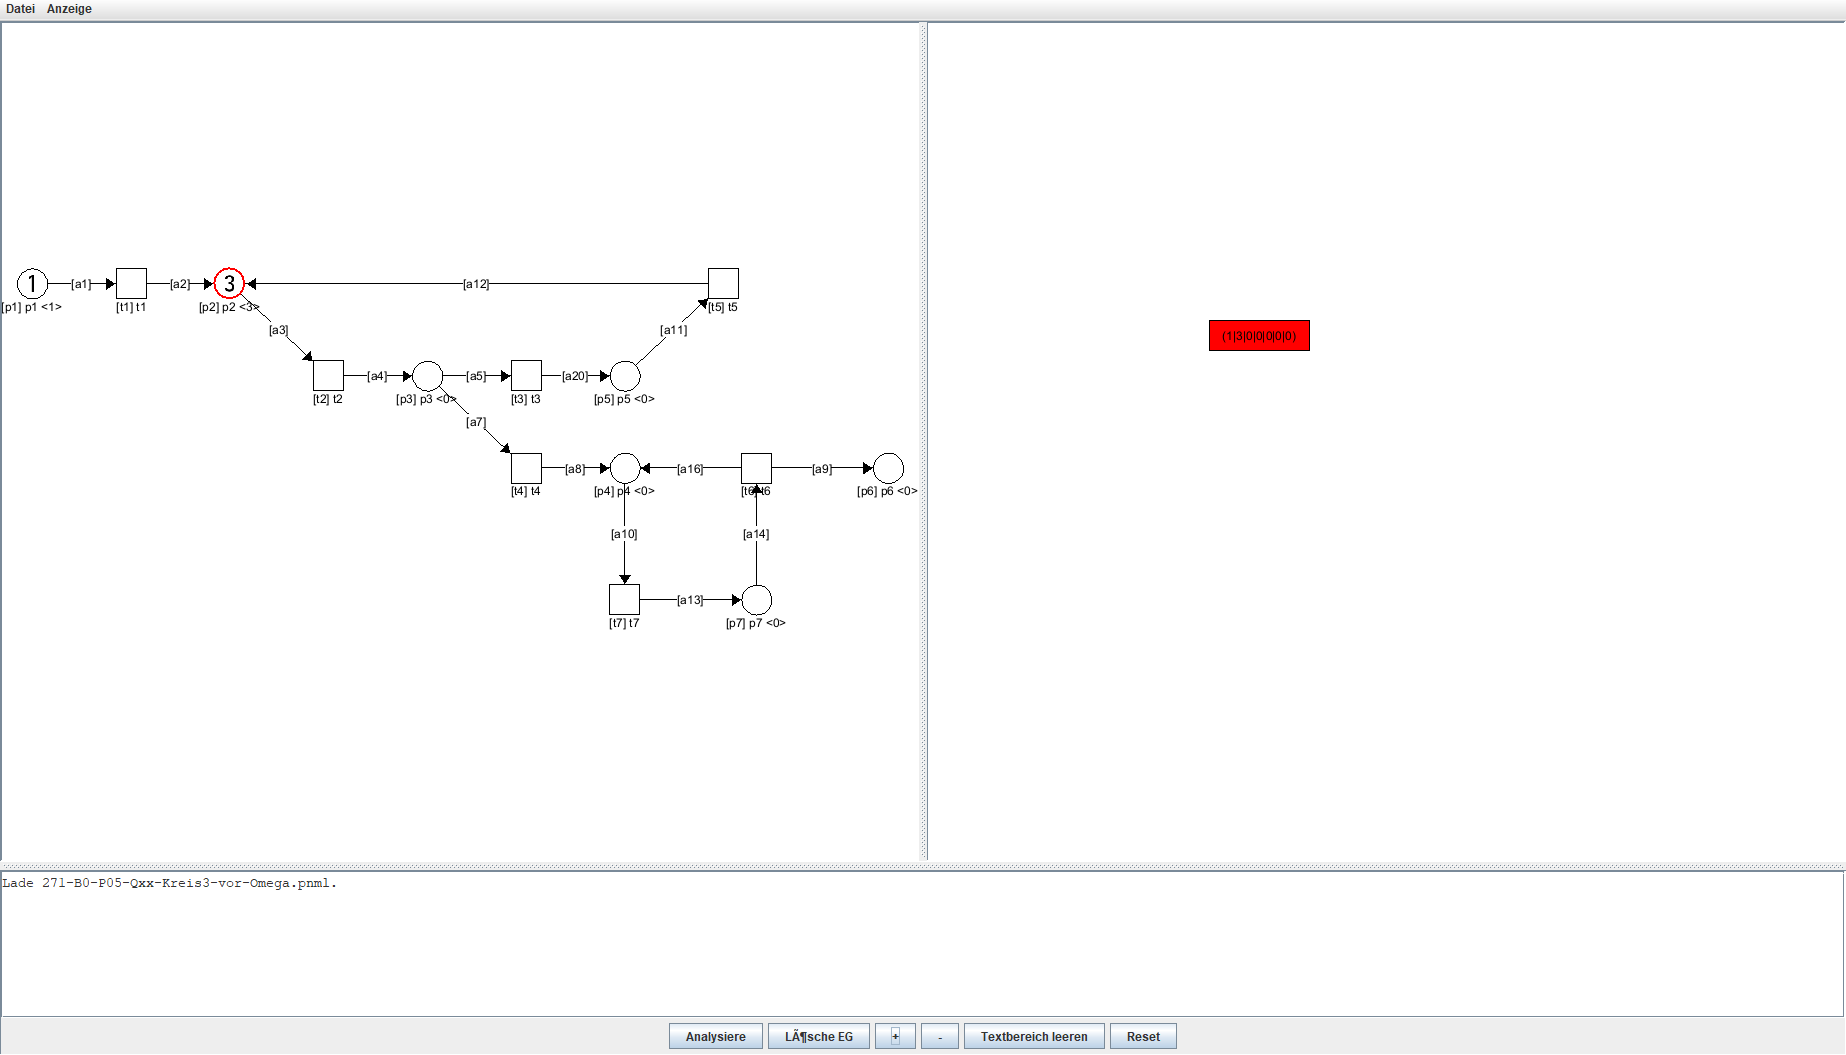 Datei Anzeige
1 [a1] [a2] 3 [a12]
[p1] p1 <1> [t1] t1 [p2] p2 <3> [t5] t5
(1|3|0|0|0|0|0)
[a3] [a11]
[a4] [a5] [a20]
[t2] t2 [p3] p3 <0> [t3] t3 [p5] p5 <0>
[a7]
[a8] [a16] [a9]
[t4] t4 [p4] p4 <0> [t6] t6 [p6] p6 <0>
[a10] [a14]
[a13]
[t7] t7 [p7] p7 <0>
Lade 271-B0-P05-Qxx-Kreis3-vor-Omega.pnml.
Analysiere LÃ¶sche EG + - Textbereich leeren Reset